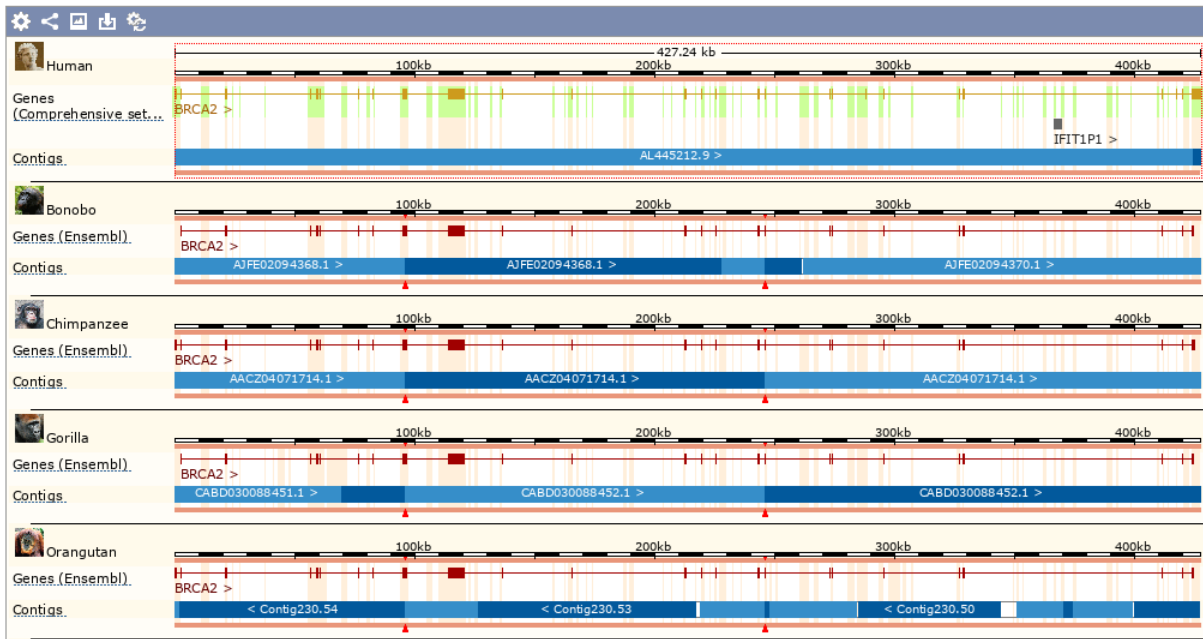 427.24 kb
Human
100kb 200kb 300kb 400kb
Genes
(Comprehensive set...
BRCA2 >
IFIT1P1 >
Contigs
AL445212.9 >
Bonobo
100kb 200kb 300kb 400kb
Genes (Ensembl)
BRCA2 >
Contigs
AJFE02094368.1 > AJFE02094368.1 > AJFE02094370.1 >
Chimpanzee
100kb 200kb 300kb 400kb
Genes (Ensembl)
BRCA2 >
Contigs
AACZ04071714.1 > AACZ04071714.1 > AACZ04071714.1 >
Gorilla
100kb 200kb 300kb 400kb
Genes (Ensembl)
BRCA2 >
Contigs
CABD030088451.1 > CABD030088452.1 > CABD030088452.1 >
Orangutan
100kb 200kb 300kb 400kb
Genes (Ensembl)
BRCA2 >
Contigs
< Contig230.54 < Contig230.53 < Contig230.50